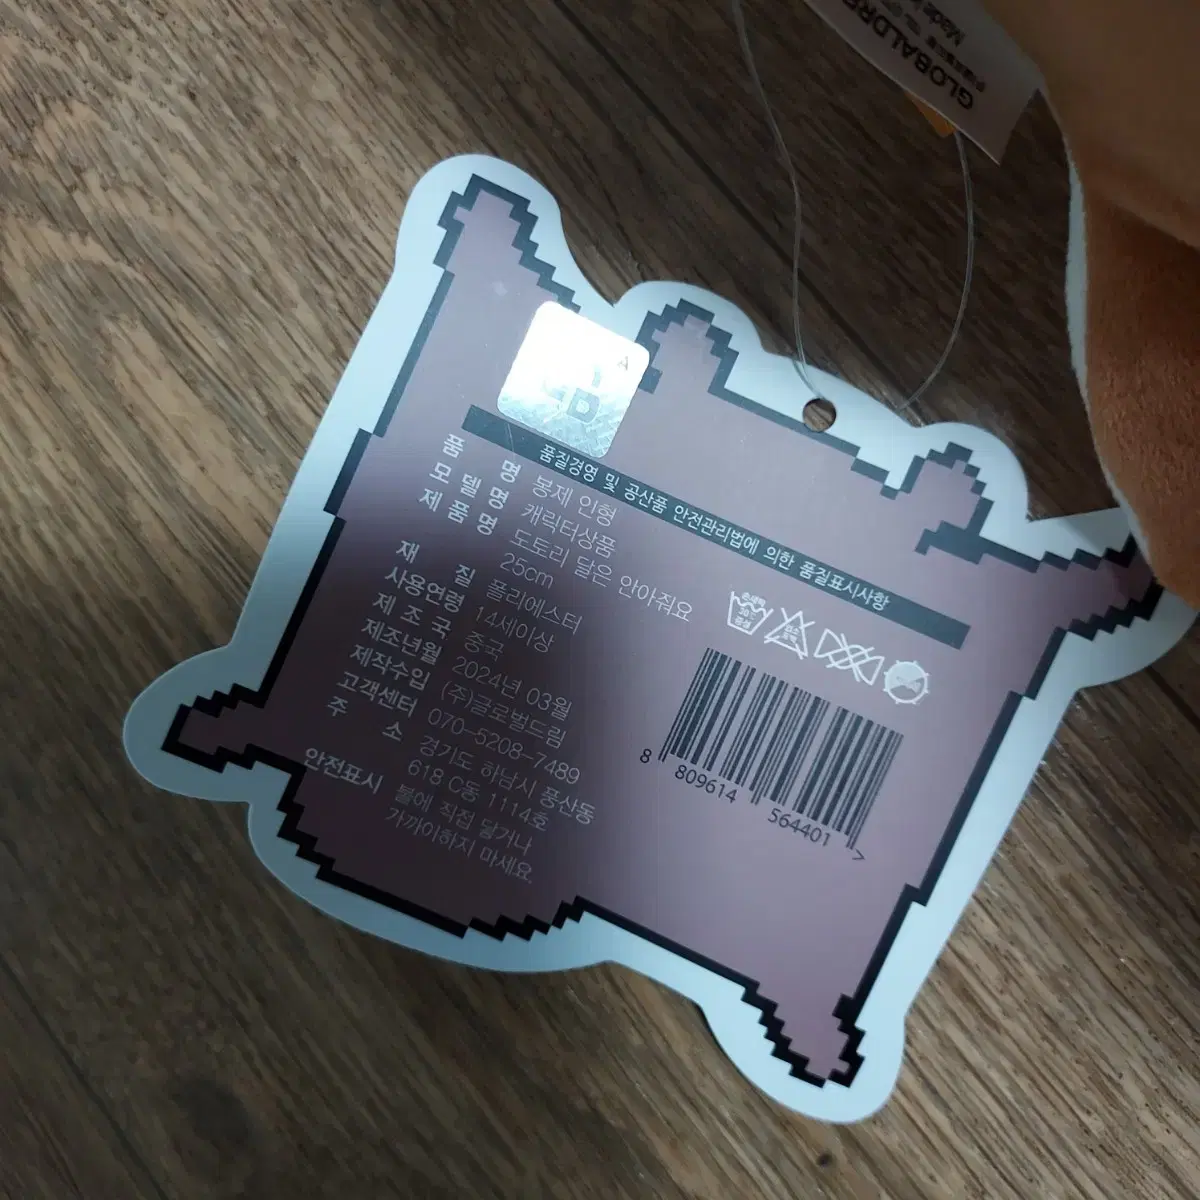 GLOBALDRE
Made
A
품질경영 및 공산품 안전관리법에 의한 품질표시사항
품 명 봉제 인형
모 델 명 캐릭터상품
제 품 명 도토리 닮은 안아줘요
25cm
재 질 폴리에스터
사용연령 14세이상
제 조 국 중국
제조년월 2024년 03월
제작수입 (주)글로벌드림
고객센터 070-5208-7489
주 소 경기도 하남시 풍산동
618 C동 1114호
안전표시 불에 직접 닿거나
가까이하지 마세요.
손세탁
30°
중성
8 809614 564401 >